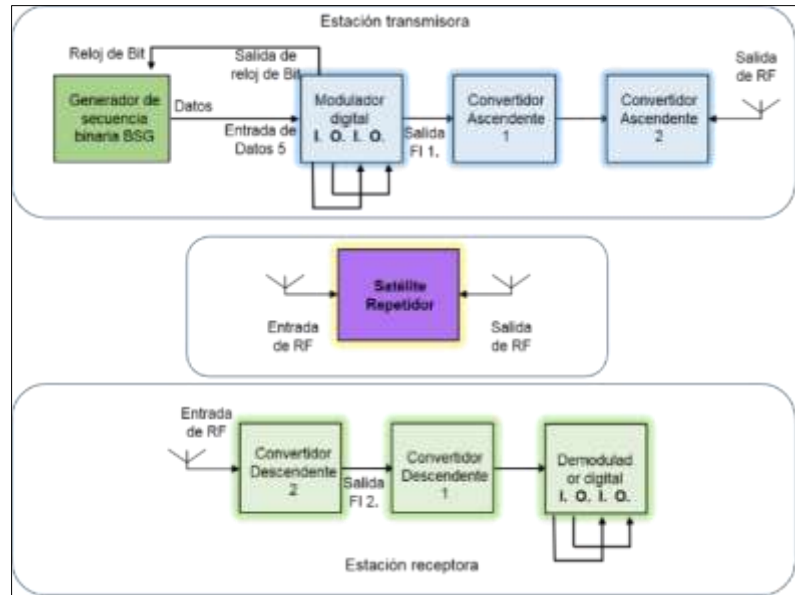 Estación transmisora
Reloj de Bit
Salida de
reloj de Bit
Salida
de RF
Generador de
secuencia
binaria BSG
Datos
Entrada de
Datos 5
Modulador
digital
I. O. I. O.
Salida
FI 1.
Convertidor
Ascendente
1
Convertidor
Ascendente
2
Satélite
Repetidor
Entrada
de RF
Salida
de RF
Entrada
de RF
Convertidor
Descendente
2
Salida
FI 2.
Convertidor
Descendente
1
Demodulad
or digital
I. O. I. O.
Estación receptora